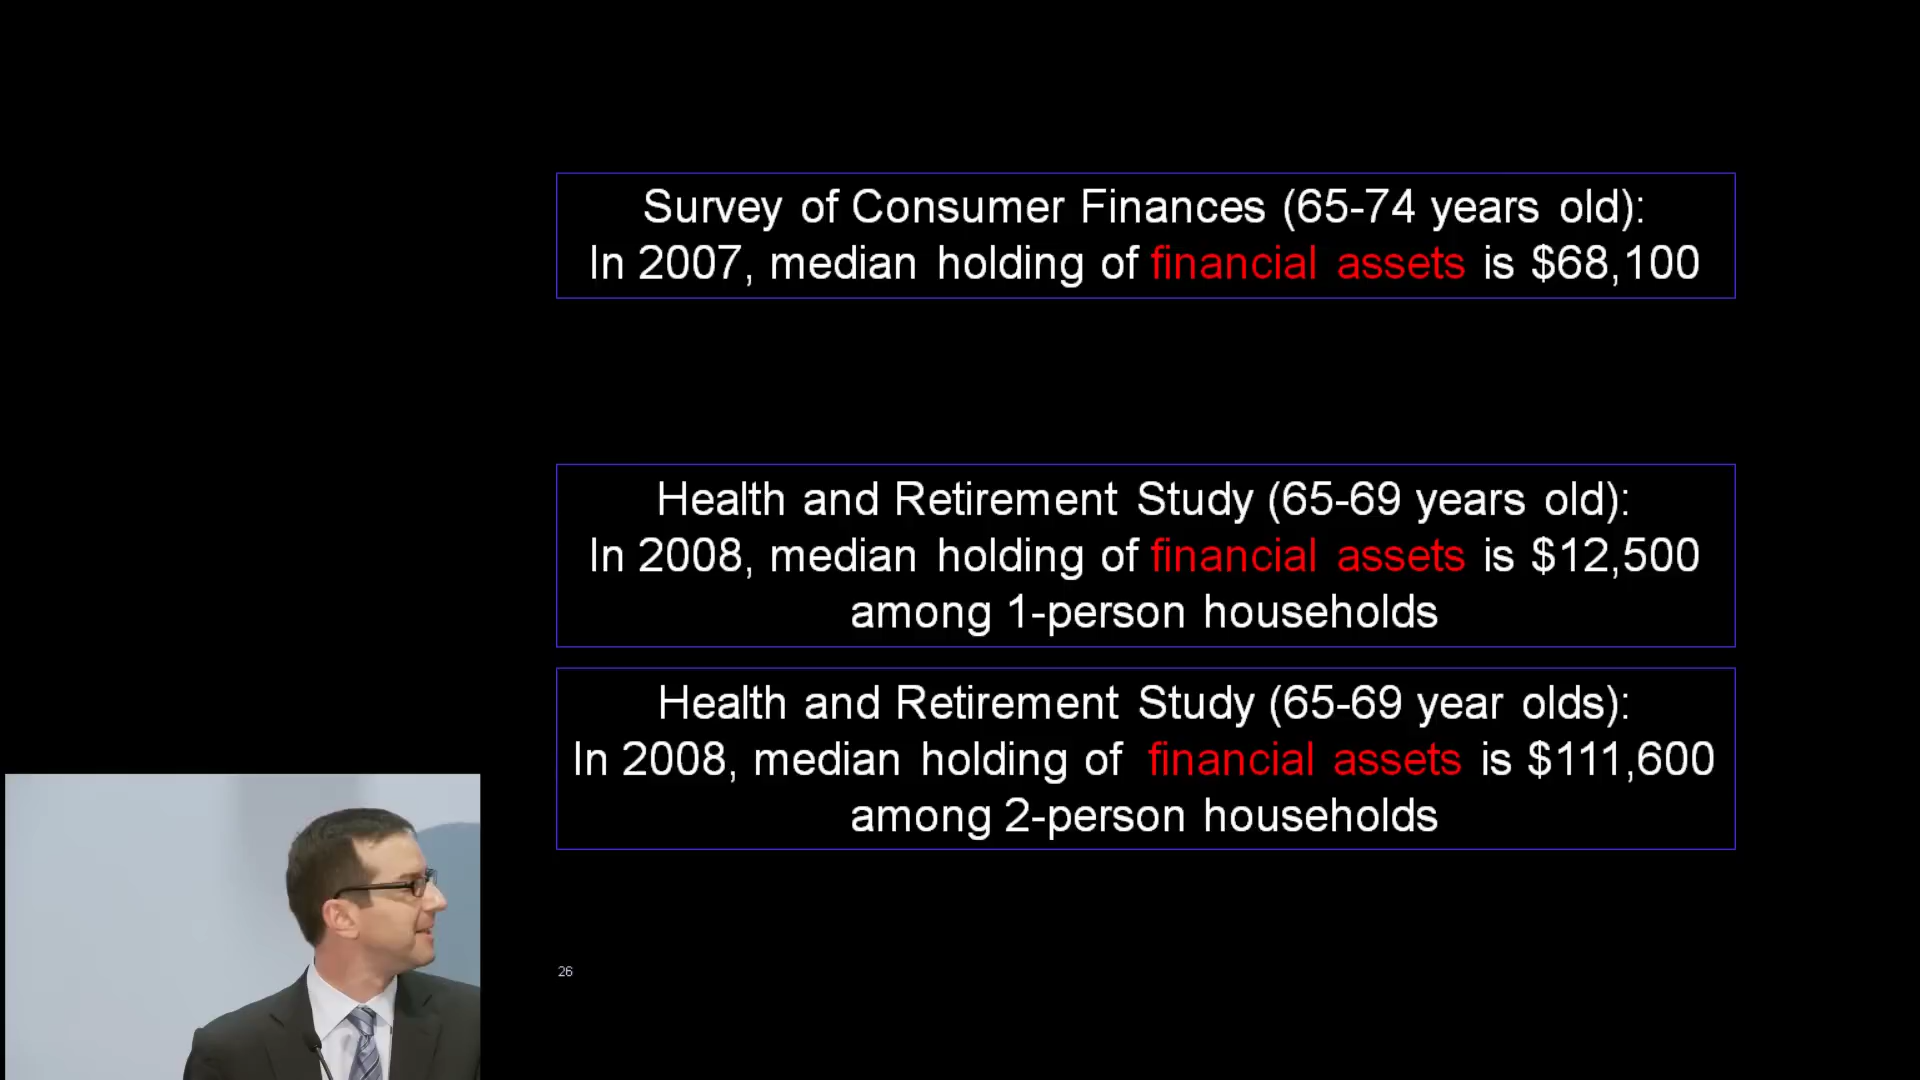 Survey of Consumer Finances (65-74 years old):
In 2007, median holding of financial assets is $68,100
Health and Retirement Study (65-69 years old):
In 2008, median holding of financial assets is $12,500
among 1-person households
Health and Retirement Study (65-69 year olds):
In 2008, median holding of financial assets is $111,600
among 2-person households
26